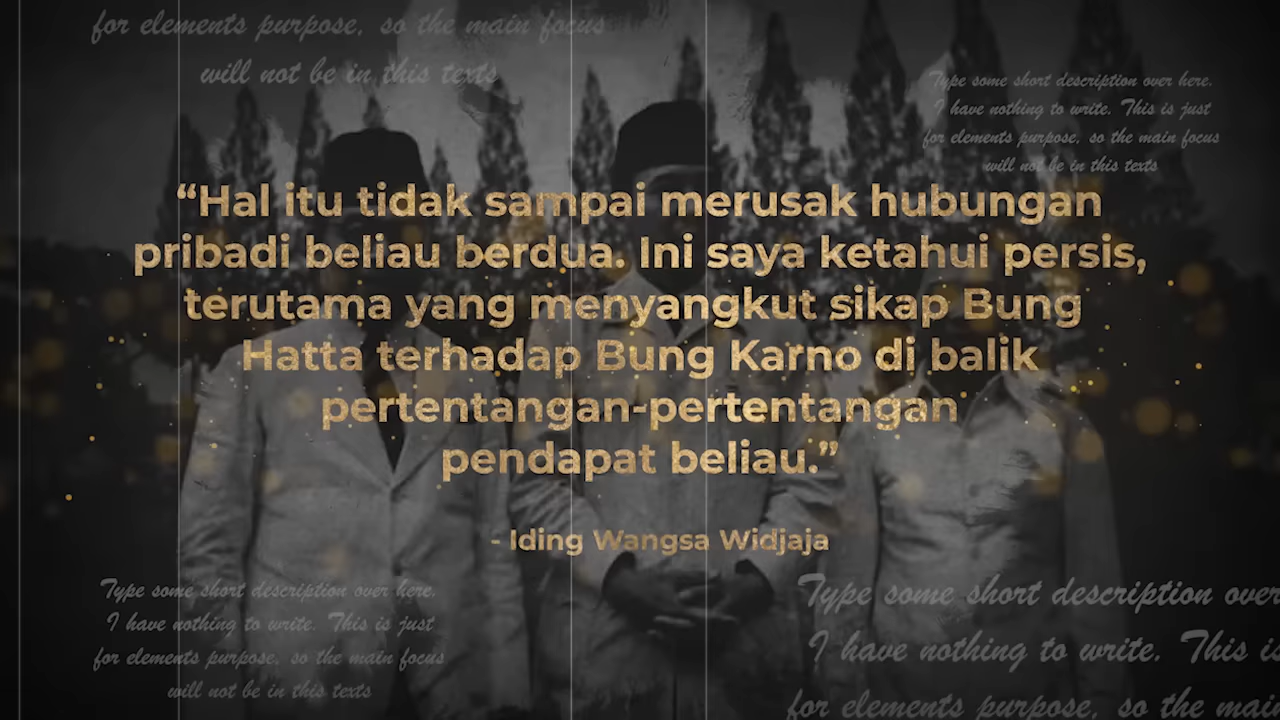 for elements purpose, so the main focus
will not be in this texts
Type some short description over here.
I have nothing to write. This is just
for elements purpose, so the main focus
will not be in this texts
“Hal itu tidak sampai merusak hubungan
pribadi beliau berdua. Ini saya ketahui persis,
terutama yang menyangkut sikap Bung
Hatta terhadap Bung Karno di balik
pertentangan-pertentangan
pendapat beliau.”
- Iding Wangsa Widjaja
Type some short description over here.
I have nothing to write. This is just
for elements purpose, so the main focus
will not be in this texts
Type some short description over
I have nothing to write. This is
for elements purpose, so the main